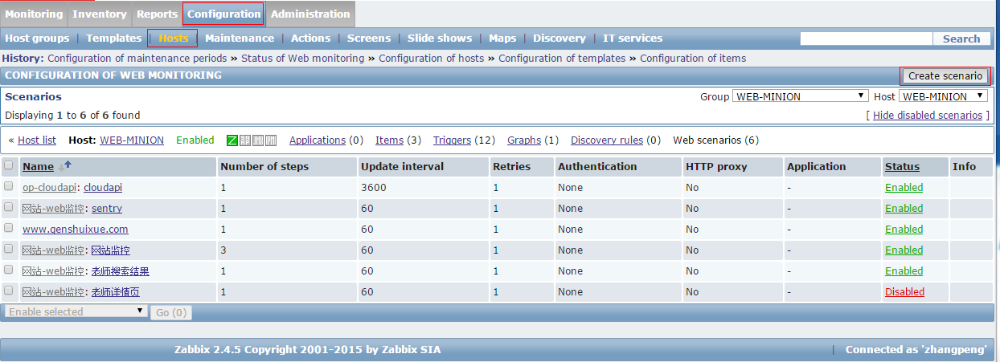 Monitoring Inventory Reports Configuration Administration
Host groups | Templates | Hosts | Maintenance | Actions | Screens | Slide shows | Maps | Discovery | IT services Search
History: Configuration of maintenance periods » Status of Web monitoring » Configuration of hosts » Configuration of templates » Configuration of items
CONFIGURATION OF WEB MONITORING Create scenario
Scenarios Group WEB-MINION Host WEB-MINION
Displaying 1 to 6 of 6 found [ Hide disabled scenarios ]
« Host list Host: WEB-MINION Enabled Z Applications (0) Items (3) Triggers (12) Graphs (1) Discovery rules (0) Web scenarios (6)
Name Number of steps Update interval Retries Authentication HTTP proxy Application Status Info
op-cloudapi: cloudapi 1 3600 1 None No - Enabled
网站-web监控: sentry 1 60 1 None No - Enabled
www.genshuixue.com 1 60 1 None No - Enabled
网站-web监控: 网站监控 3 60 1 None No - Enabled
网站-web监控: 老师搜索结果 1 60 1 None No - Enabled
网站-web监控: 老师详情页 1 60 1 None No - Disabled
Enable selected Go (0)
Zabbix 2.4.5 Copyright 2001-2015 by Zabbix SIA | Connected as 'zhangpeng'